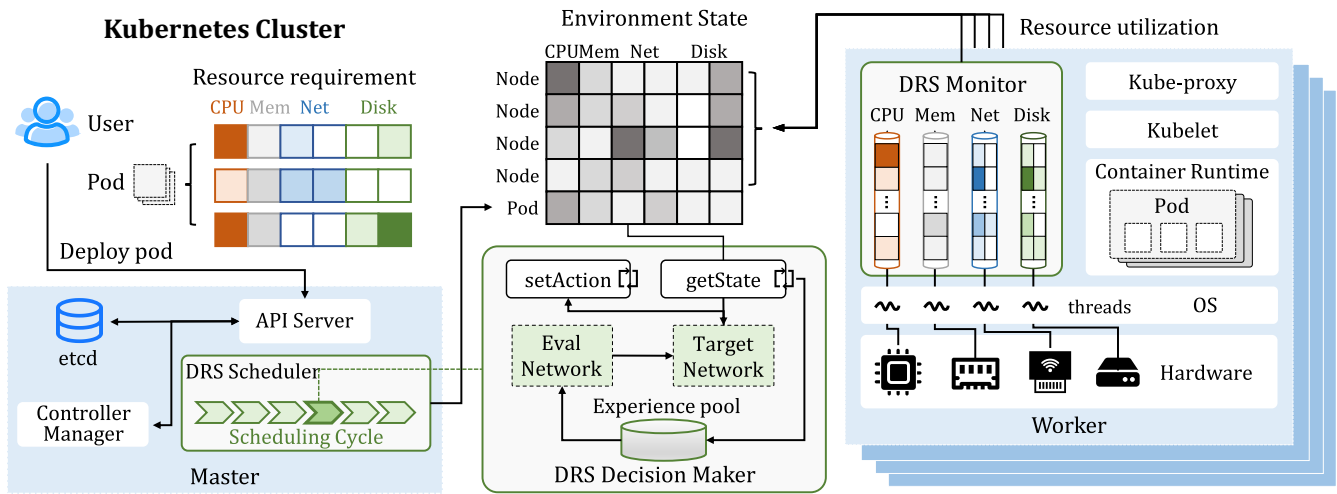 Kubernetes Cluster
Resource requirement
CPU Mem Net Disk
User
Pod
Deploy pod
etcd
API Server
DRS Scheduler
Scheduling Cycle
Controller
Manager
Master
Environment State
CPU Mem Net Disk
Node
Node
Node
Node
Pod
setAction
getState
Eval
Network
Target
Network
Experience pool
DRS Decision Maker
Resource utilization
DRS Monitor
CPU Mem Net Disk
...
...
...
...
Kube-proxy
Kubelet
Container Runtime
Pod
threads
OS
Hardware
Worker